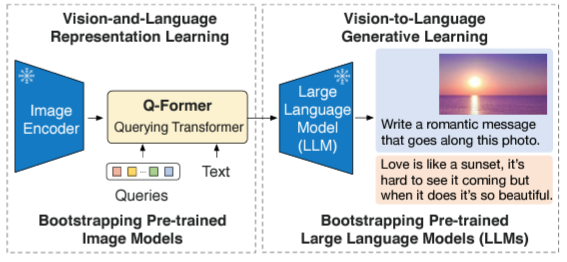 Vision-and-Language
Representation Learning
Vision-to-Language
Generative Learning
Image
Encoder
Q-Former
Querying Transformer
Queries
Text
Large
Language
Model
(LLM)
Write a romantic message
that goes along this photo.
Love is like a sunset, it's
hard to see it coming but
when it does it's so beautiful.
Bootstrapping Pre-trained
Image Models
Bootstrapping Pre-trained
Large Language Models (LLMs)